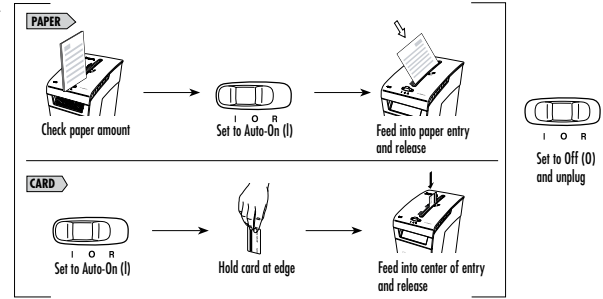 PAPER
Check paper amount
I O R
Set to Auto-On (I)
Feed into paper entry
and release
CARD
I O R
Set to Auto-On (I)
Hold card at edge
Feed into center of entry
and release
I O R
Set to Off (O)
and unplug